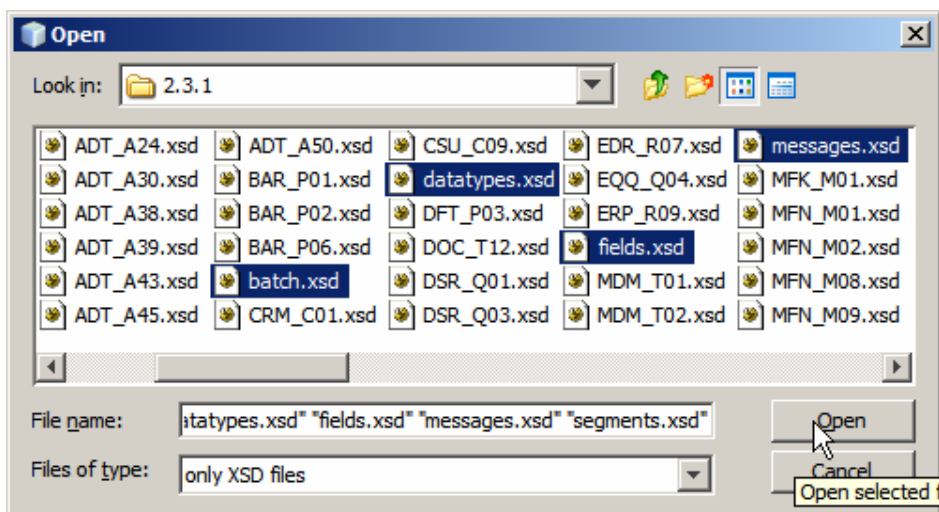 Open
Look in: 2.3.1
ADT_A24.xsd ADT_A50.xsd CSU_C09.xsd EDR_R07.xsd messages.xsd
ADT_A30.xsd BAR_P01.xsd datatypes.xsd EQQ_Q04.xsd MFK_M01.xsd
ADT_A38.xsd BAR_P02.xsd DFT_P03.xsd ERP_R09.xsd MFN_M01.xsd
ADT_A39.xsd BAR_P06.xsd DOC_T12.xsd fields.xsd MFN_M02.xsd
ADT_A43.xsd batch.xsd DSR_Q01.xsd MDM_T01.xsd MFN_M08.xsd
ADT_A45.xsd CRM_C01.xsd DSR_Q03.xsd MDM_T02.xsd MFN_M09.xsd
File name: atatypes.xsd" "fields.xsd" "messages.xsd" "segments.xsd" Open
Files of type: only XSD files Cancel
Open selected